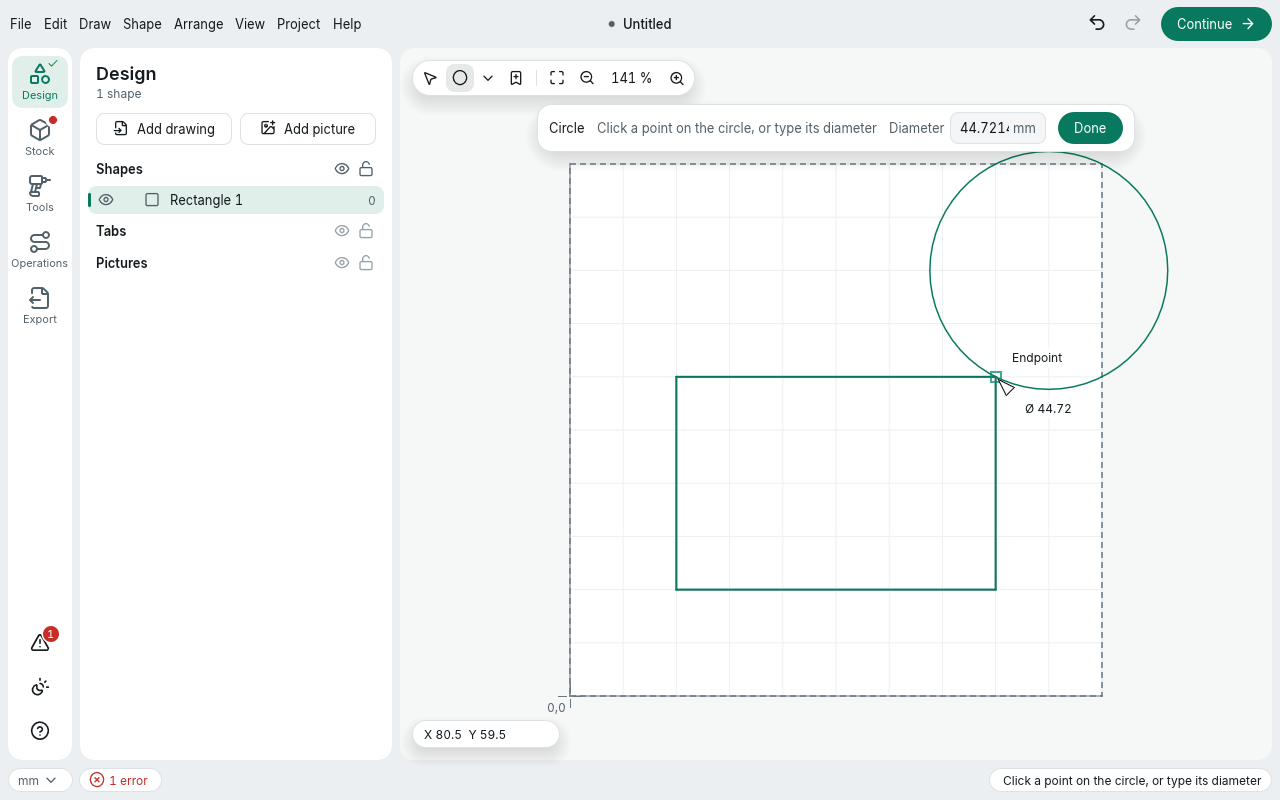 File Edit Draw Shape Arrange View Project Help
Untitled
Continue
Design
Stock
Tools
Operations
Export
1
Design
1 shape
Add drawing
Add picture
Shapes
Rectangle 1 0
Tabs
Pictures
141 %
Circle Click a point on the circle, or type its diameter Diameter 44.721 mm Done
Endpoint
Ø 44.72
0,0
X 80.5 Y 59.5
mm
1 error
Click a point on the circle, or type its diameter